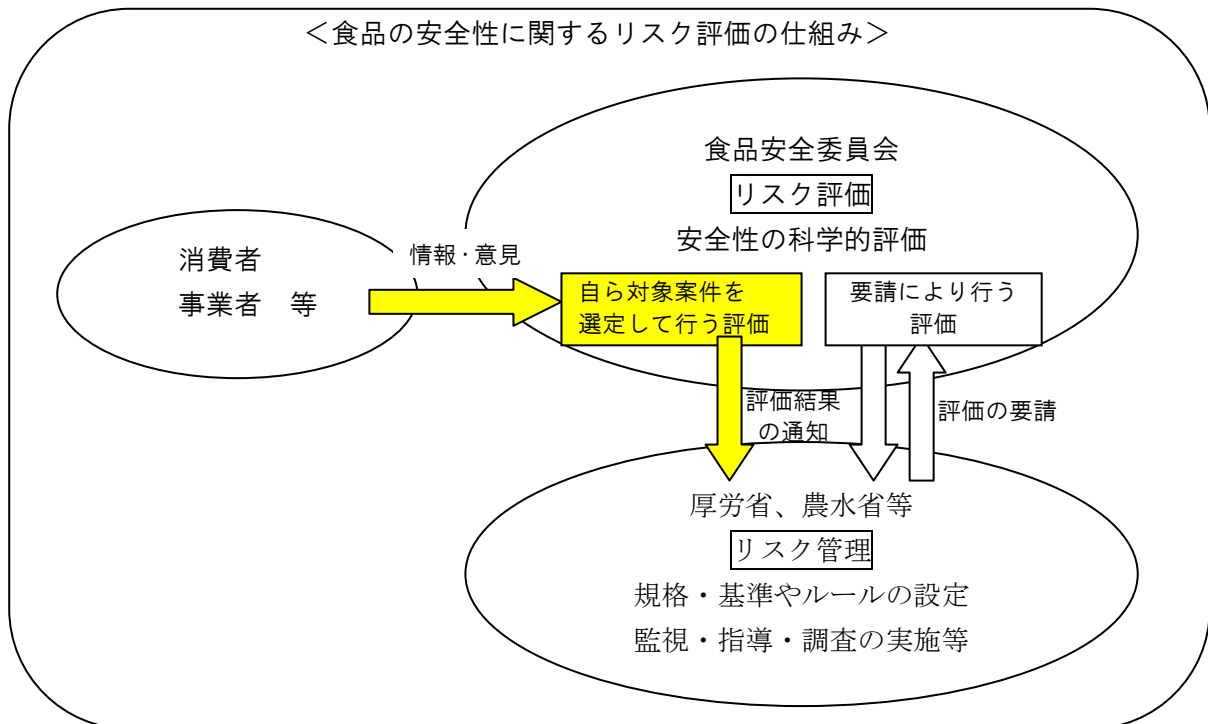 ＜食品の安全性に関するリスク評価の仕組み＞
食品安全委員会
リスク評価
安全性の科学的評価
消費者
事業者　等
情報・意見
自ら対象案件を
選定して行う評価
要請により行う
評価
評価結果
の通知
評価の要請
厚労省、農水省等
リスク管理
規格・基準やルールの設定
監視・指導・調査の実施等